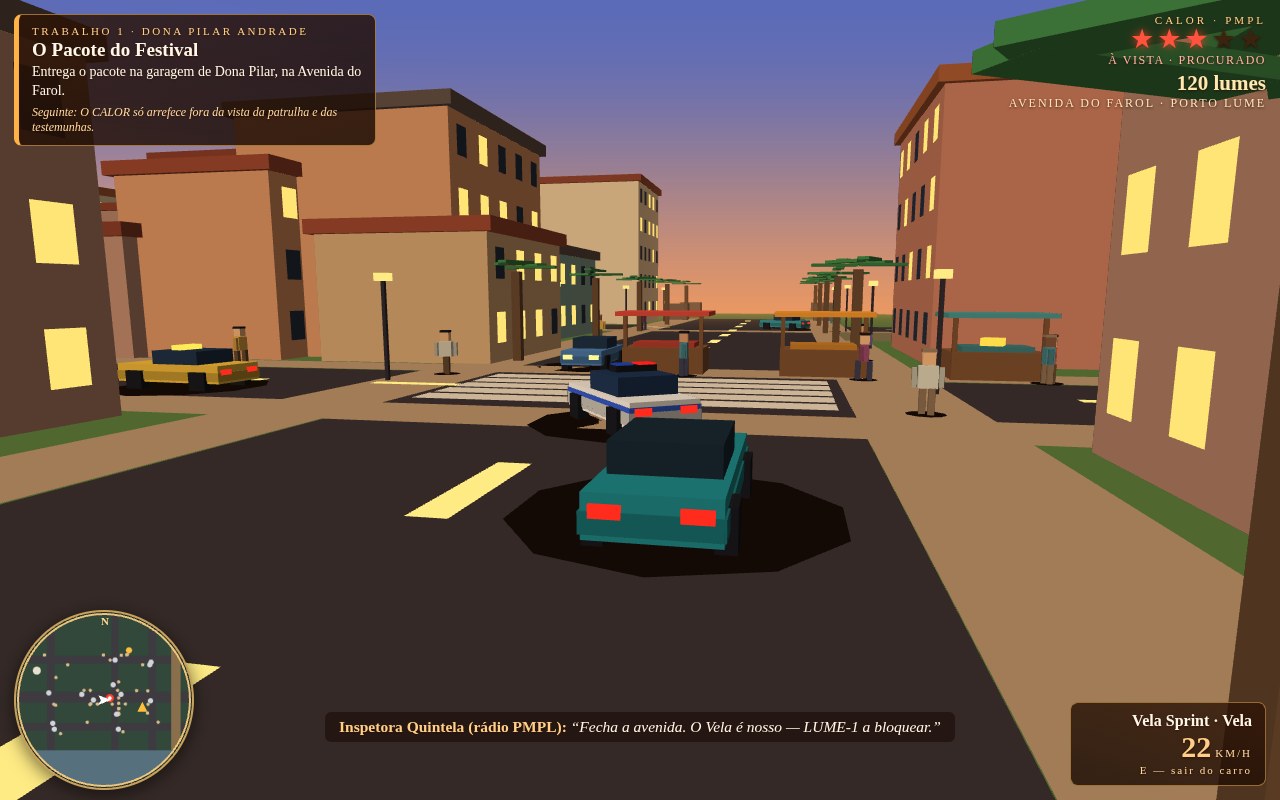 TRABALHO 1 · DONA PILAR ANDRADE
O Pacote do Festival
Entrega o pacote na garagem de Dona Pilar, na Avenida do
Farol.
Seguinte: O CALOR só arrefece fora da vista da patrulha e das
testemunhas.
CALOR · PMPL
★★★★★
À VISTA · PROCURADO
120 lumes
AVENIDA DO FAROL · PORTO LUME
N
Inspetora Quintela (rádio PMPL): “Fecha a avenida. O Vela é nosso — LUME-1 a bloquear.”
Vela Sprint · Vela
22 KM/H
E — sair do carro